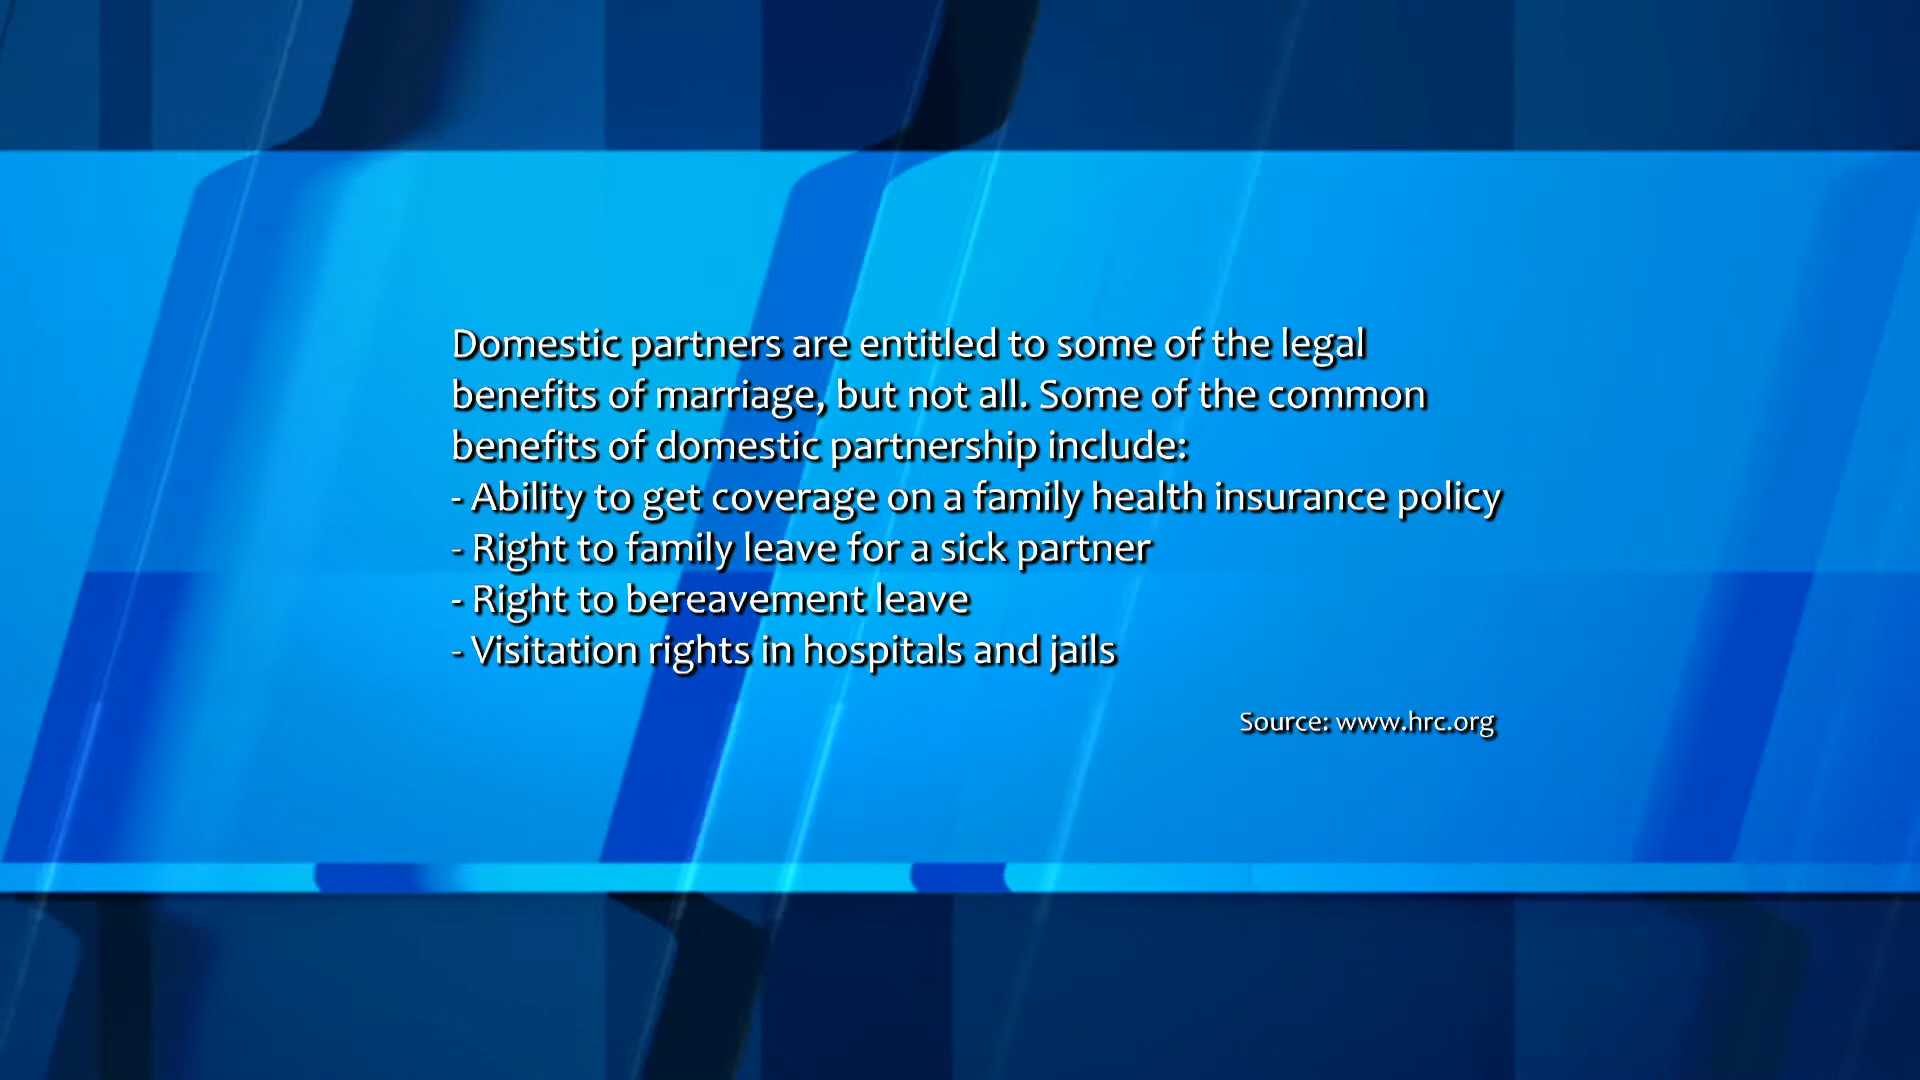 Domestic partners are entitled to some of the legal
benefits of marriage, but not all. Some of the common
benefits of domestic partnership include:
- Ability to get coverage on a family health insurance policy
- Right to family leave for a sick partner
- Right to bereavement leave
- Visitation rights in hospitals and jails
Source: www.hrc.org